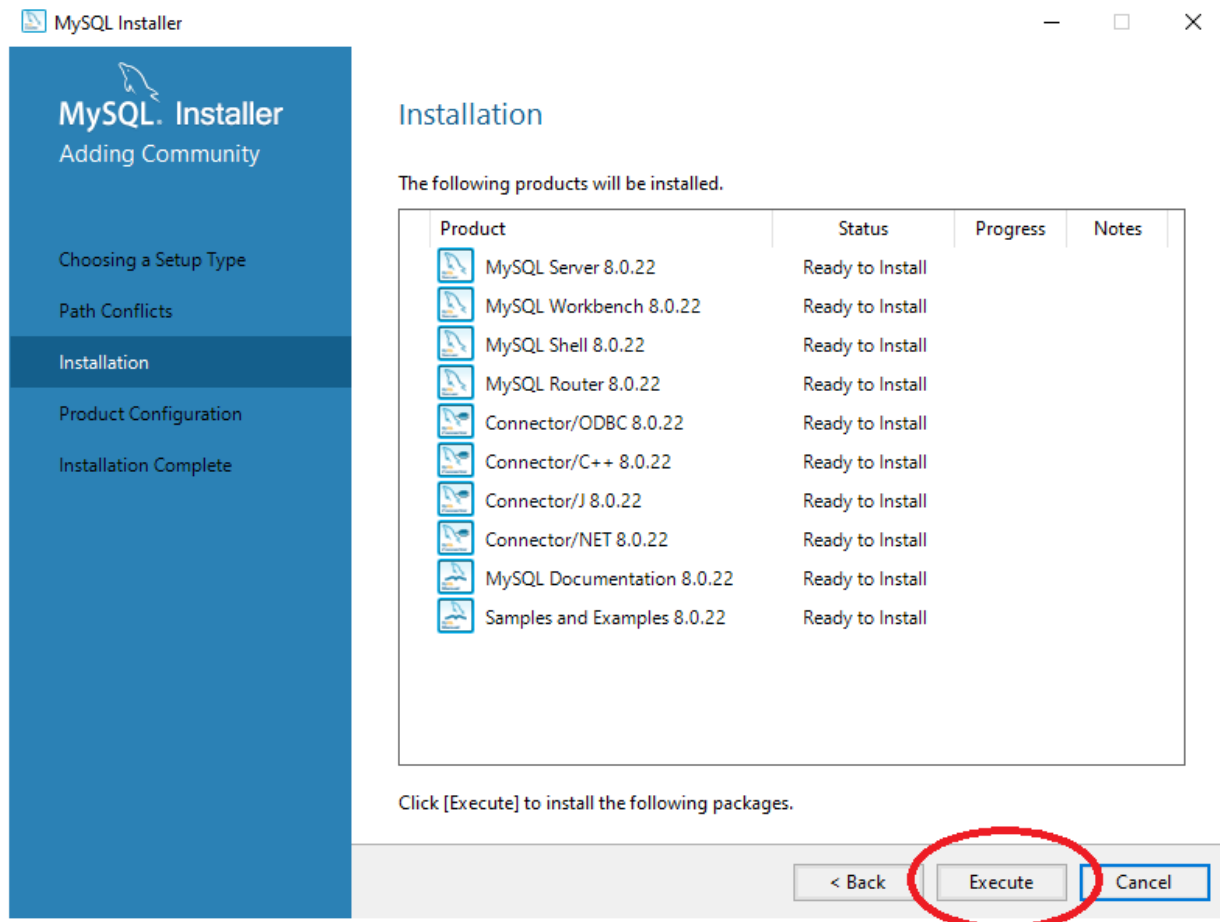 MySQL Installer
MySQL. Installer
Adding Community
Choosing a Setup Type
Path Conflicts
Installation
Product Configuration
Installation Complete
Installation
The following products will be installed.
Product Status Progress Notes
MySQL Server 8.0.22 Ready to Install
MySQL Workbench 8.0.22 Ready to Install
MySQL Shell 8.0.22 Ready to Install
MySQL Router 8.0.22 Ready to Install
Connector/ODBC 8.0.22 Ready to Install
Connector/C++ 8.0.22 Ready to Install
Connector/J 8.0.22 Ready to Install
Connector/NET 8.0.22 Ready to Install
MySQL Documentation 8.0.22 Ready to Install
Samples and Examples 8.0.22 Ready to Install
Click [Execute] to install the following packages.
< Back Execute Cancel